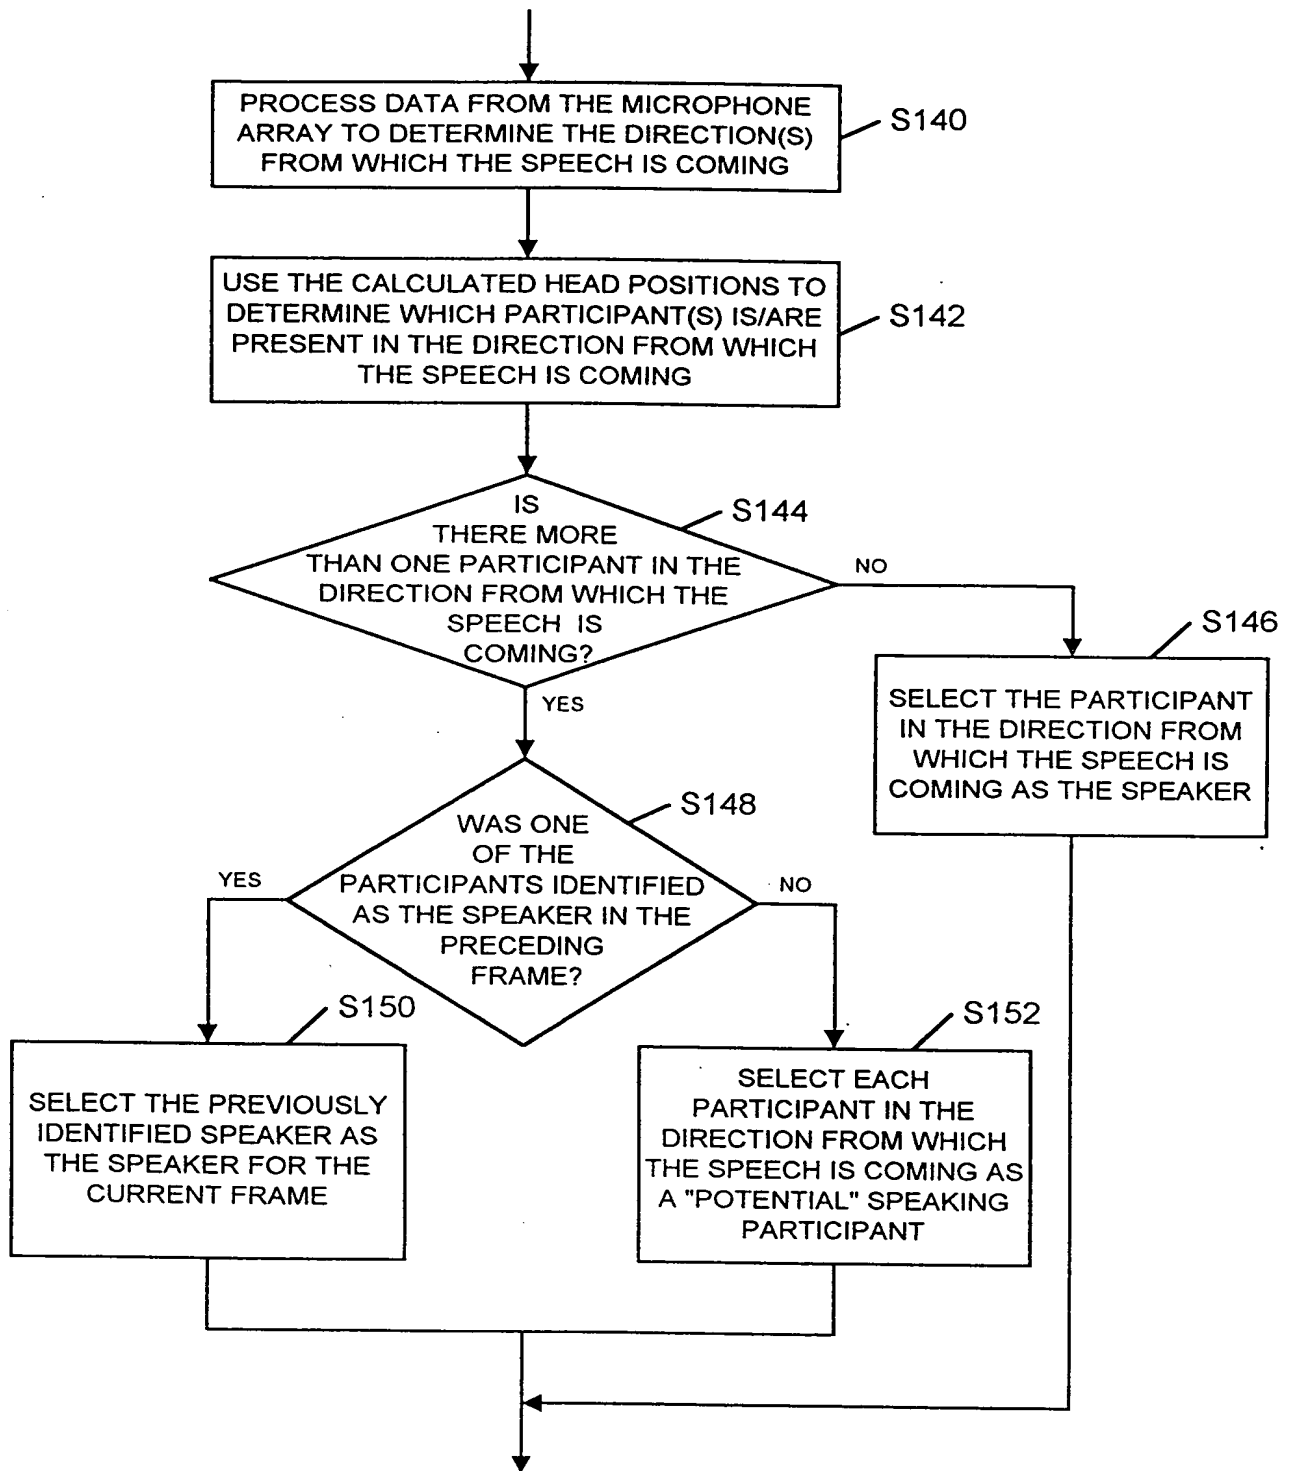 PROCESS DATA FROM THE MICROPHONE
ARRAY TO DETERMINE THE DIRECTION(S)
FROM WHICH THE SPEECH IS COMING
S140
USE THE CALCULATED HEAD POSITIONS TO
DETERMINE WHICH PARTICIPANT(S) IS/ARE
PRESENT IN THE DIRECTION FROM WHICH
THE SPEECH IS COMING
S142
IS
THERE MORE
THAN ONE PARTICIPANT IN THE
DIRECTION FROM WHICH THE
SPEECH IS
COMING?
S144
NO
YES
S146
SELECT THE PARTICIPANT
IN THE DIRECTION FROM
WHICH THE SPEECH IS
COMING AS THE SPEAKER
S148
WAS ONE
OF THE
PARTICIPANTS IDENTIFIED
AS THE SPEAKER IN THE
PRECEDING
FRAME?
YES
NO
S150
SELECT THE PREVIOUSLY
IDENTIFIED SPEAKER AS
THE SPEAKER FOR THE
CURRENT FRAME
S152
SELECT EACH
PARTICIPANT IN THE
DIRECTION FROM WHICH
THE SPEECH IS COMING AS
A "POTENTIAL" SPEAKING
PARTICIPANT